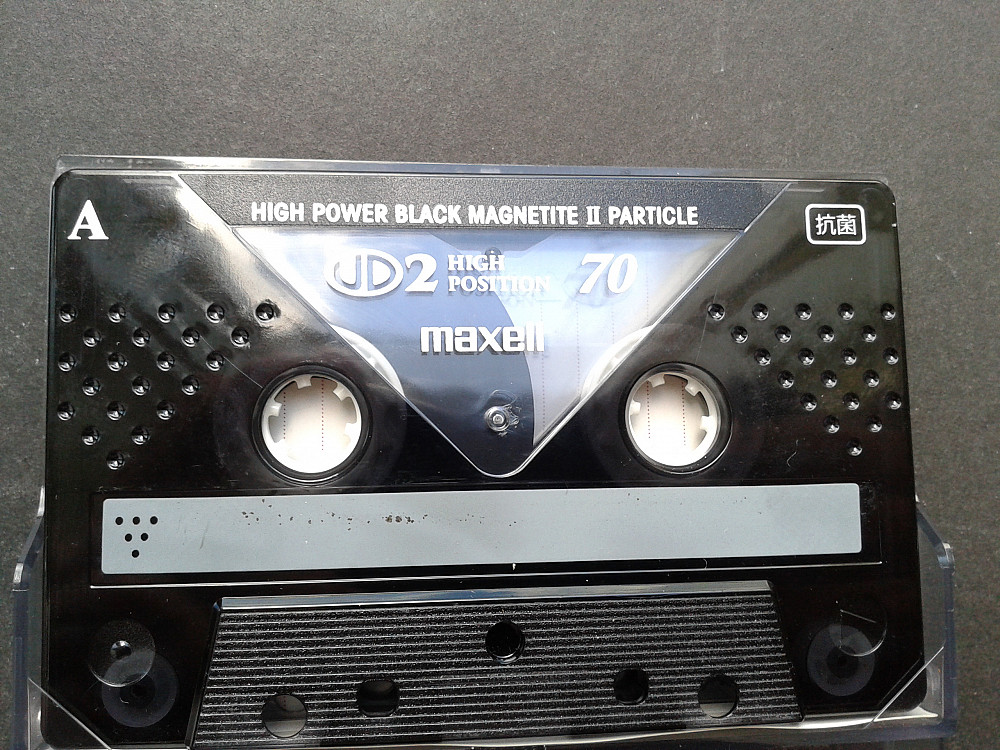 HIGH POWER BLACK MAGNETITE II PARTICLE
A
抗菌
UD2 HIGH POSITION 70
maxell